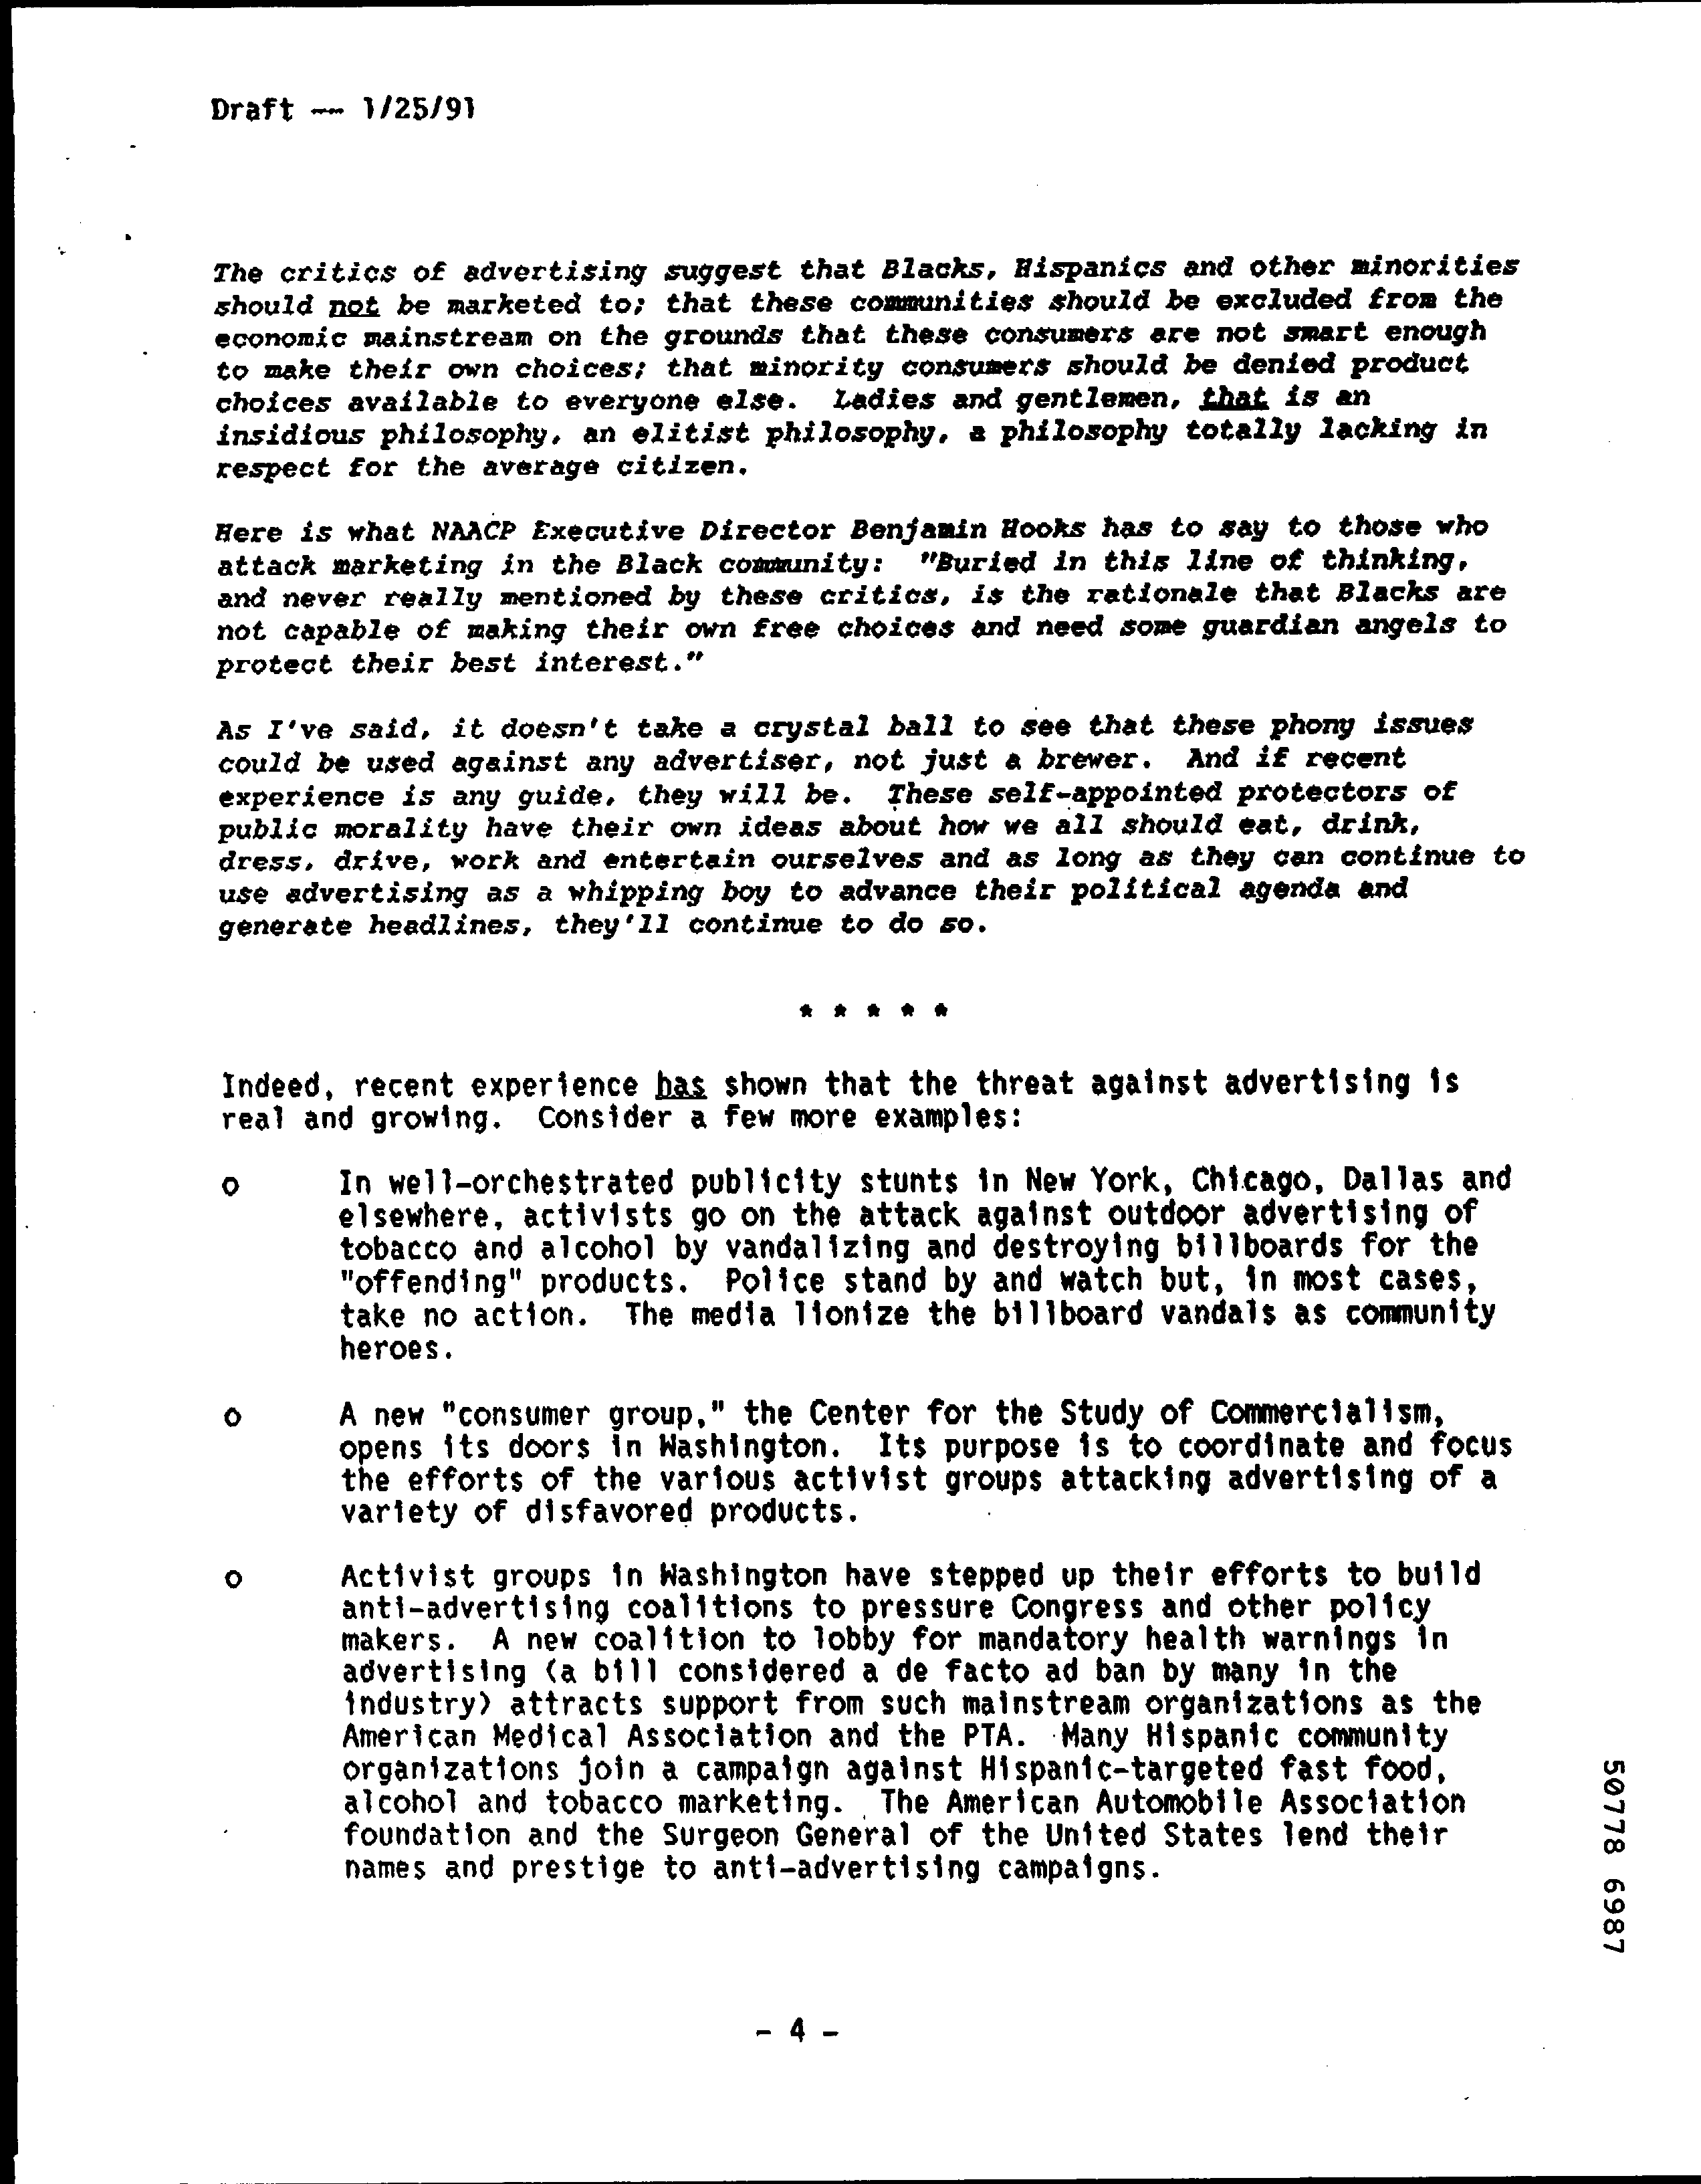 Draft -- 1/25/91
The critics of advertising suggest that Blacks, Hispanics and other minorities
should not be marketed to; that these communities should be excluded from the
economic mainstream on the grounds that these consumers are not smart enough
to make their own choices; that minority consumers should be denied product
choices available to everyone else.  Ladies and gentlemen, that is an
insidious philosophy, an elitist philosophy, a philosophy totally lacking in
respect for the average citizen.
Here is what NAACP Executive Director Benjamin Hooks has to say to those who
attack marketing in the Black community:  "Buried in this line of thinking,
and never really mentioned by these critics, is the rationale that Blacks are
not capable of making their own free choices and need some guardian angels to
protect their best interest."
As I've said, it doesn't take a crystal ball to see that these phony issues
could be used against any advertiser, not just a brewer.  And if recent
experience is any guide, they will be.  These self-appointed protectors of
public morality have their own ideas about how we all should eat, drink,
dress, drive, work and entertain ourselves and as long as they can continue to
use advertising as a whipping boy to advance their political agenda and
generate headlines, they'll continue to do so.
* * * * *
Indeed, recent experience has shown that the threat against advertising is
real and growing.  Consider a few more examples:
o In well-orchestrated publicity stunts in New York, Chicago, Dallas and
elsewhere, activists go on the attack against outdoor advertising of
tobacco and alcohol by vandalizing and destroying billboards for the
"offending" products.  Police stand by and watch but, in most cases,
take no action.  The media lionize the billboard vandals as community
heroes.
o A new "consumer group," the Center for the Study of Commercialism,
opens its doors in Washington.  Its purpose is to coordinate and focus
the efforts of the various activist groups attacking advertising of a
variety of disfavored products.
o Activist groups in Washington have stepped up their efforts to build
anti-advertising coalitions to pressure Congress and other policy
makers.  A new coalition to lobby for mandatory health warnings in
advertising (a bill considered a de facto ad ban by many in the
industry) attracts support from such mainstream organizations as the
American Medical Association and the PTA.  Many Hispanic community
organizations join a campaign against Hispanic-targeted fast food,
alcohol and tobacco marketing.  The American Automobile Association
foundation and the Surgeon General of the United States lend their
names and prestige to anti-advertising campaigns.
50778 6987
- 4 -